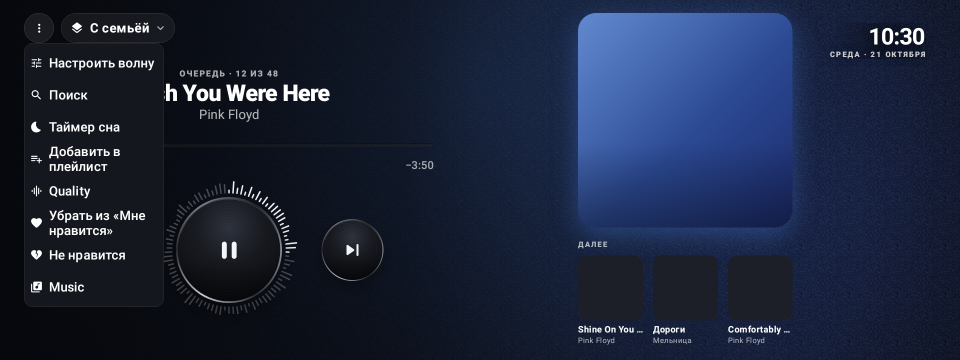 С семьёй
10:30
СРЕДА · 21 ОКТЯБРЯ
Настроить волну
Поиск
Таймер сна
Добавить в
плейлист
Quality
Убрать из «Мне
нравится»
Не нравится
Music
ОЧЕРЕДЬ · 12 ИЗ 48
h You Were Here
Pink Floyd
−3:50
ДАЛЕЕ
Shine On You …
Pink Floyd
Дороги
Мельница
Comfortably …
Pink Floyd